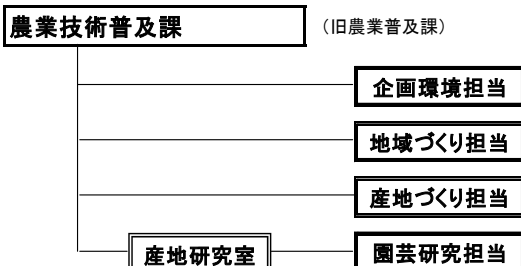 農業技術普及課 （旧農業普及課）
企画環境担当
地域づくり担当
産地づくり担当
産地研究室 園芸研究担当